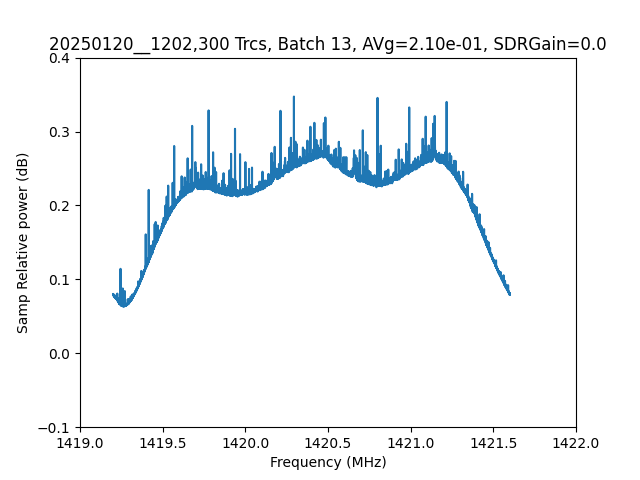 20250120__1202,300 Trcs, Batch 13, AVg=2.10e-01, SDRGain=0.0
0.4
0.3
0.2
0.1
0.0
−0.1
Samp Relative power (dB)
1419.0 1419.5 1420.0 1420.5 1421.0 1421.5 1422.0
Frequency (MHz)